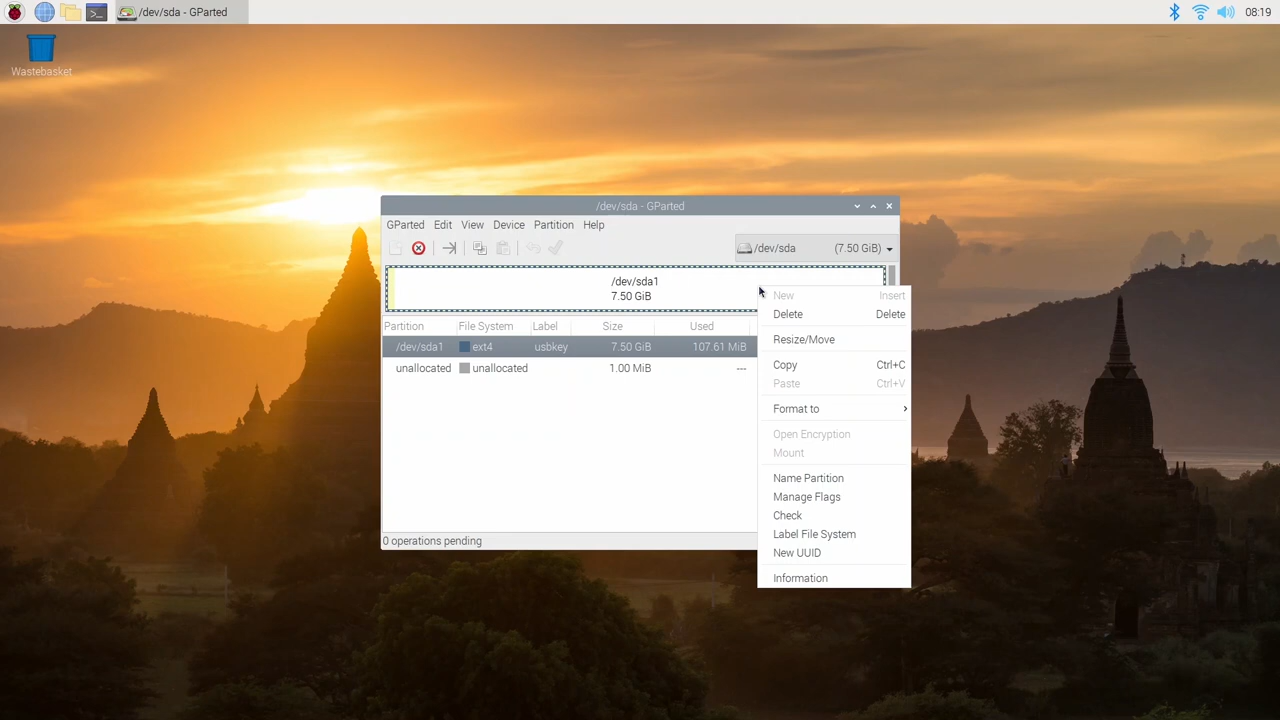 /dev/sda - GParted
08:19
Wastebasket
/dev/sda - GParted
GParted Edit View Device Partition Help
/dev/sda (7.50 GiB)
/dev/sda1
7.50 GiB
Partition File System Label Size Used
/dev/sda1 ext4 usbkey 7.50 GiB 107.61 MiB
unallocated unallocated 1.00 MiB ---
0 operations pending
New Insert
Delete Delete
Resize/Move
Copy Ctrl+C
Paste Ctrl+V
Format to
Open Encryption
Mount
Name Partition
Manage Flags
Check
Label File System
New UUID
Information